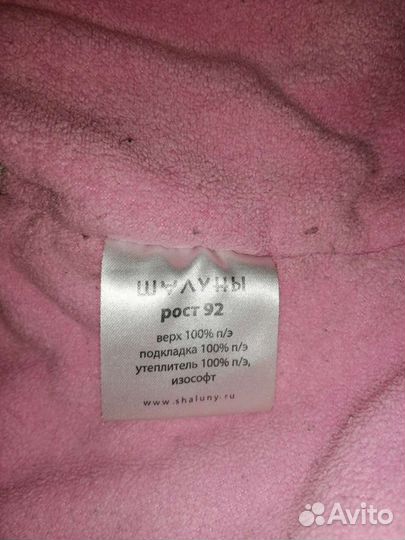 ШАЛУНЫ
рост 92
верх 100% п/э
подкладка 100% п/э
утеплитель 100% п/э,
изософт
www.shaluny.ru
Avito